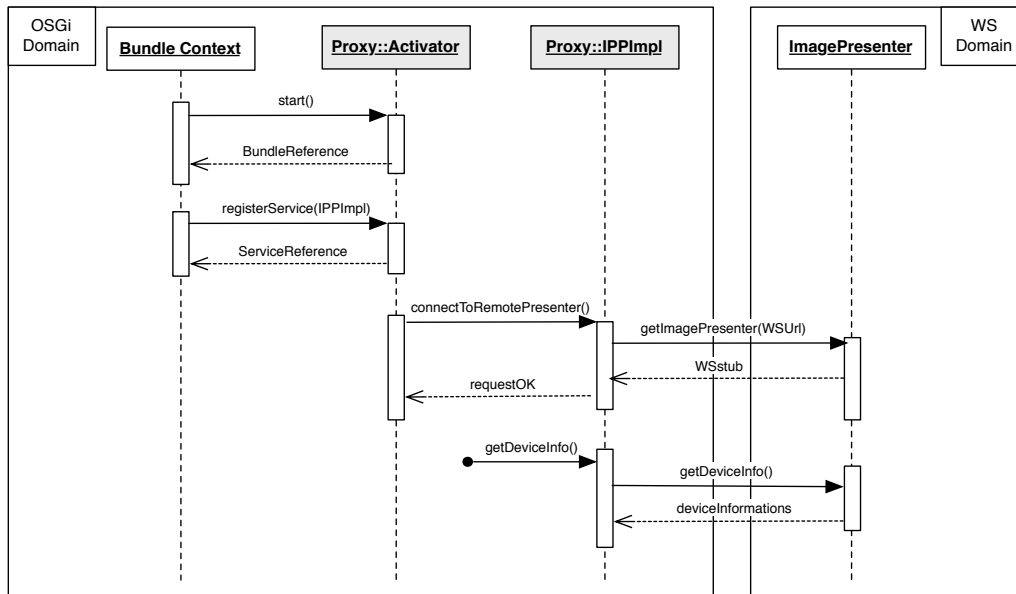 OSGi
Domain
Bundle Context
Proxy::Activator
Proxy::IPPImpl
ImagePresenter
WS
Domain
start()
BundleReference
registerService(IPPImpl)
ServiceReference
connectToRemotePresenter()
getImagePresenter(WSUrl)
WSstub
requestOK
getDeviceInfo()
getDeviceInfo()
deviceInformations